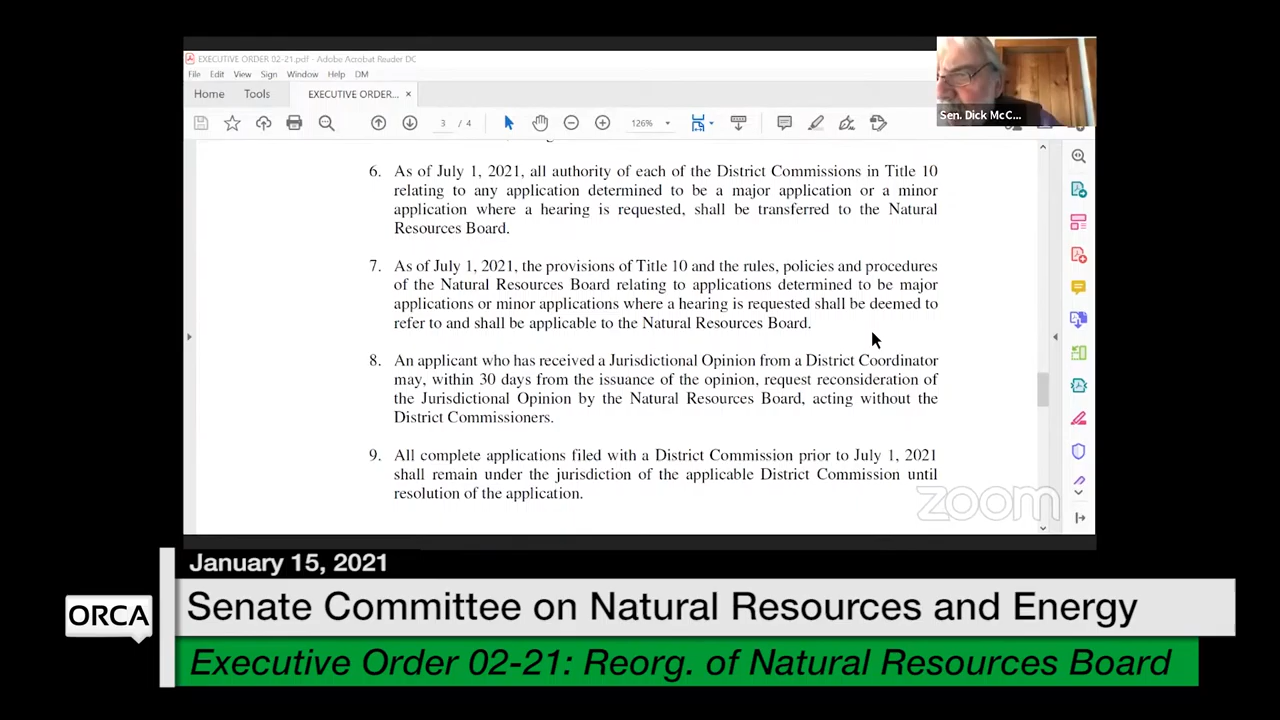 EXECUTIVE ORDER 02-21.pdf - Adobe Acrobat Reader DC
File Edit View Sign Window Help DM
Home Tools EXECUTIVE ORDER... ×
3 / 4 126%
Sen. Dick McC...
6. As of July 1, 2021, all authority of each of the District Commissions in Title 10
relating to any application determined to be a major application or a minor
application where a hearing is requested, shall be transferred to the Natural
Resources Board.
7. As of July 1, 2021, the provisions of Title 10 and the rules, policies and procedures
of the Natural Resources Board relating to applications determined to be major
applications or minor applications where a hearing is requested shall be deemed to
refer to and shall be applicable to the Natural Resources Board.
8. An applicant who has received a Jurisdictional Opinion from a District Coordinator
may, within 30 days from the issuance of the opinion, request reconsideration of
the Jurisdictional Opinion by the Natural Resources Board, acting without the
District Commissioners.
9. All complete applications filed with a District Commission prior to July 1, 2021
shall remain under the jurisdiction of the applicable District Commission until
resolution of the application.
zoom
January 15, 2021
ORCA
Senate Committee on Natural Resources and Energy
Executive Order 02-21: Reorg. of Natural Resources Board